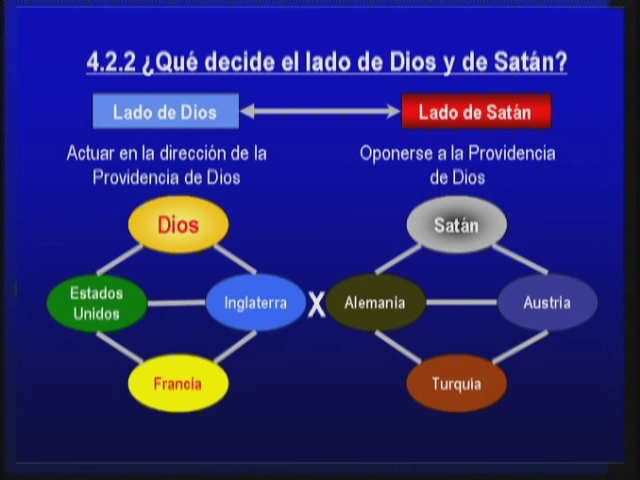 4.2.2 ¿Qué decide el lado de Dios y de Satán?
Lado de Dios
Lado de Satán
Actuar en la dirección de la
Providencia de Dios
Oponerse a la Providencia
de Dios
Dios
Satán
Estados
Unidos
Inglaterra
X
Alemania
Austria
Francia
Turquia